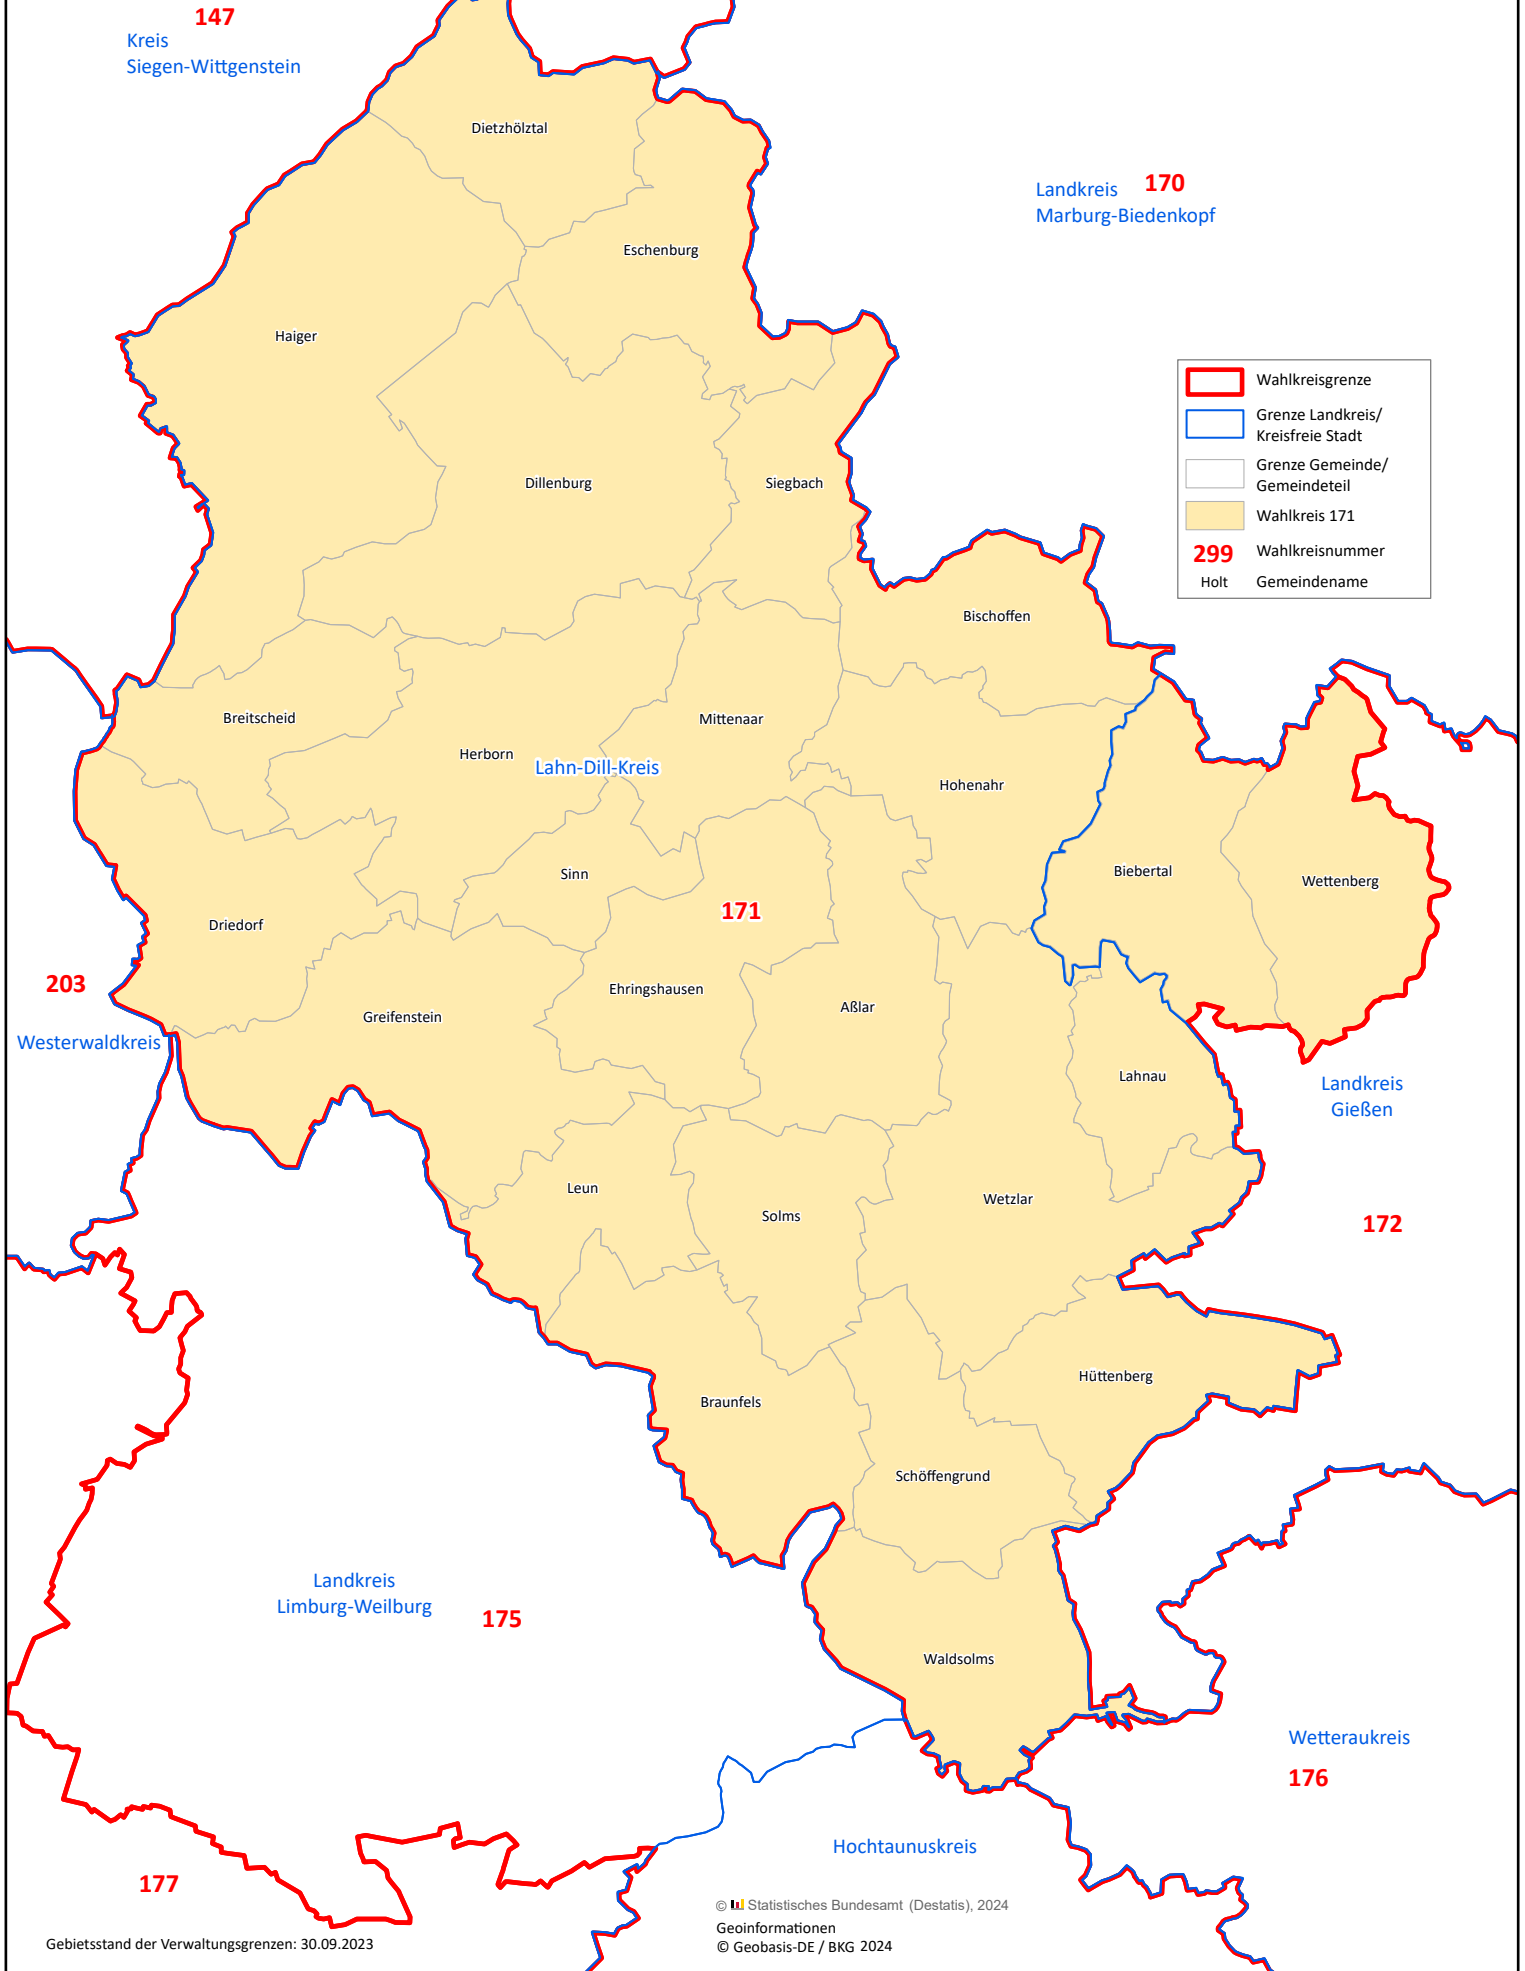 147
Kreis
Siegen-Wittgenstein
Dietzhölztal
Landkreis 170
Marburg-Biedenkopf
Eschenburg
Haiger
Wahlkreisgrenze
Grenze Landkreis/
Kreisfreie Stadt
Grenze Gemeinde/
Gemeindeteil
Wahlkreis 171
299 Wahlkreisnummer
Holt Gemeindename
Dillenburg
Siegbach
Bischoffen
Breitscheid
Mittenaar
Herborn
Lahn-Dill-Kreis
Hohenahr
Biebertal
Sinn
Wettenberg
171
Driedorf
203
Ehringshausen
Aßlar
Greifenstein
Westerwaldkreis
Lahnau
Landkreis
Gießen
Leun
Wetzlar
Solms
172
Hüttenberg
Braunfels
Schöffengrund
Landkreis
Limburg-Weilburg 175
Waldsolms
Wetteraukreis
176
Hochtaunuskreis
177
© Statistisches Bundesamt (Destatis), 2024
Geoinformationen
© Geobasis-DE / BKG 2024
Gebietsstand der Verwaltungsgrenzen: 30.09.2023